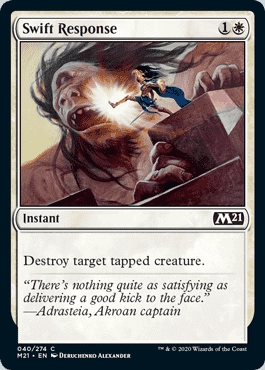 Swift Response 1
Instant M21
Destroy target tapped creature.
"There's nothing quite as satisfying as
delivering a good kick to the face."
—Adrasteia, Akroan captain
040/274 C
M21 • EN DERUCHENKO ALEXANDER ™ & © 2020 Wizards of the Coast